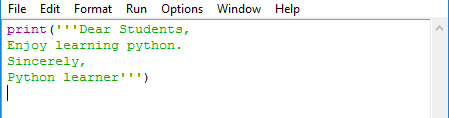 File Edit Format Run Options Window Help
print('''Dear Students,
Enjoy learning python.
Sincerely,
Python learner''')